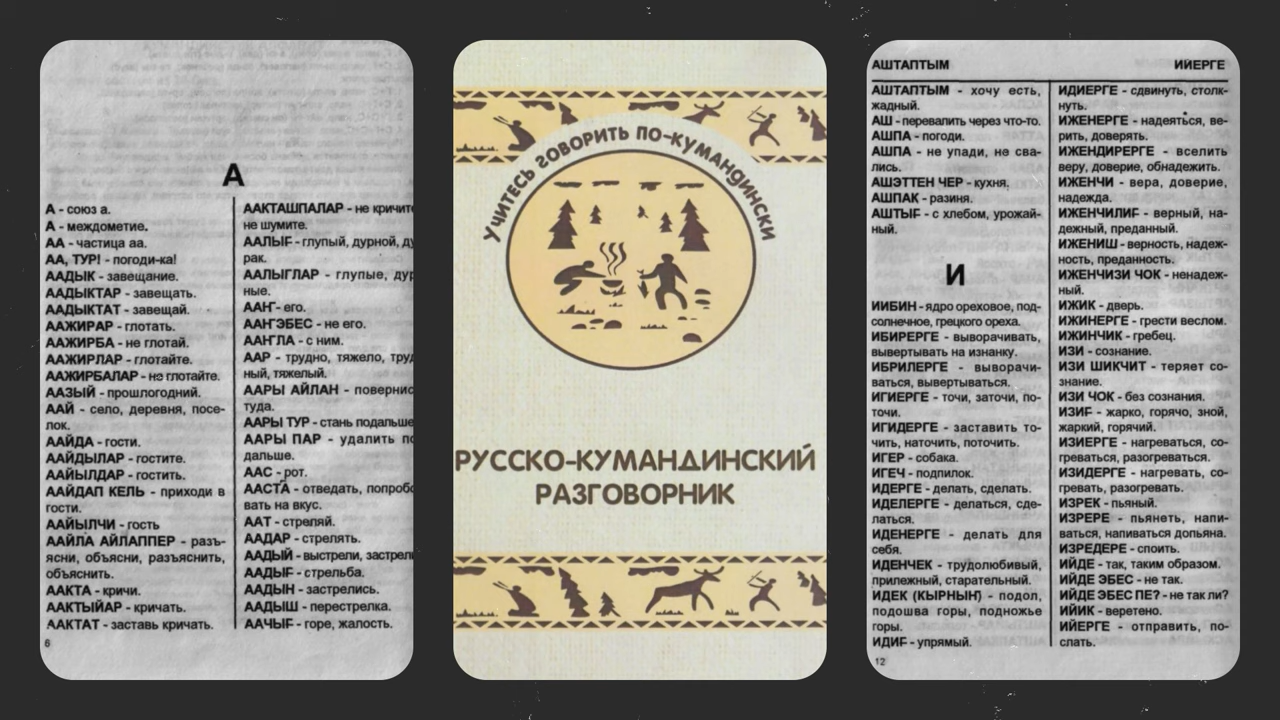 А
А - союз а.
А - междометие.
АА - частица аа.
АА, ТУР! - погоди-ка!
ААДЫК - завещание.
ААДЫКТАР - завещать.
ААДЫКТАТ - завещай.
ААЖИРАР - глотать.
ААЖИРБА - не глотай.
ААЖИРЛАР - глотайте.
ААЖИРБАЛАР - не глотайте.
ААЗЫЙ - прошлогодний.
ААЙ - село, деревня, посе-
лок.
ААЙДА - гости.
ААЙДЫЛАР - гостите.
ААЙЫЛДАР - гостить.
ААЙДАП КЕЛЬ - приходи в
гости.
ААЙЫЛЧИ - гость
ААЙЛА АЙЛАППЕР - разъ-
ясни, объясни, разъяснить,
объяснить.
ААКТА - кричи.
ААКТЫЙАР - кричать.
ААКТАТ - заставь кричать.
6
ААКТАШПАЛАР - не кричите
не шумите.
ААЛЫҒ - глупый, дурной, ду
рак.
ААЛЫГЛАР - глупые, дур
ные.
ААҤ - его.
ААҤЭБЕС - не его.
ААҤЛА - с ним.
ААР - трудно, тяжело, труд
ный, тяжелый.
ААРЫ АЙЛАН - повернис
туда.
ААРЫ ТУР - стань подальше
ААРЫ ПАР - удалить по
дальше.
ААС - рот.
ААСТА - отведать, попробо
вать на вкус.
ААТ - стреляй.
ААДАР - стрелять.
ААДЫЙ - выстрели, застрел
ААДЫҒ - стрельба.
ААДЫН - застрелись.
ААДЫШ - перестрелка.
ААЧЫҒ - горе, жалость.
УЧИТЕСЬ ГОВОРИТЬ ПО-КУМАНДИНСКИ
РУССКО-КУМАНДИНСКИЙ
РАЗГОВОРНИК
АШТАПТЫМ ИЙЕРГЕ
АШТАПТЫМ - хочу есть,
жадный.
АШ - перевалить через что-то.
АШПА - погоди.
АШПА - не упади, не сва-
лись.
АШЭТТЕН ЧЕР - кухня.
АШПАК - разиня.
АШТЫҒ - с хлебом, урожай-
ный.
И
ИИБИН - ядро ореховое, под-
солнечное, грецкого ореха.
ИБИРЕРГЕ - выворачивать,
вывертывать на изнанку.
ИБРИЛЕРГЕ - выворачи-
ваться, вывертываться.
ИГИЕРГЕ - точи, заточи, по-
точи.
ИГИДЕРГЕ - заставить то-
чить, наточить, поточить.
ИГЕР - собака.
ИГЕЧ - подпилок.
ИДЕРГЕ - делать, сделать.
ИДЕЛЕРГЕ - делаться, сде-
латься.
ИДЕНЕРГЕ - делать для
себя.
ИДЕНЧЕК - трудолюбивый,
прилежный, старательный.
ИДЕК (КЫРНЫҤ) - подол,
подошва горы, подножье
горы.
ИДИҒ - упрямый.
12
ИДИЕРГЕ - сдвинуть, столк-
нуть.
ИЖЕНЕРГЕ - надеяться, ве-
рить, доверять.
ИЖЕНДИРЕРГЕ - вселить
веру, доверие, обнадежить.
ИЖЕНЧИ - вера, доверие,
надежда.
ИЖЕНЧИЛИҒ - верный, на-
дежный, преданный.
ИЖЕНИШ - верность, надеж-
ность, преданность.
ИЖЕНЧИЗИ ЧОК - ненадеж-
ный.
ИЖИК - дверь.
ИЖИНЕРГЕ - грести веслом.
ИЖИНЧИК - гребец.
ИЗИ - сознание.
ИЗИ ШИКЧИТ - теряет со-
знание.
ИЗИ ЧОК - без сознания.
ИЗИҒ - жарко, горячо, зной,
жаркий, горячий.
ИЗИЕРГЕ - нагреваться, со-
греваться, разогреваться.
ИЗИДЕРГЕ - нагревать, со-
гревать, разогревать.
ИЗРЕК - пьяный.
ИЗРЕРЕ - пьянеть, напи-
ваться, напиваться допьяна.
ИЗРЕДЕРЕ - споить.
ИЙДЕ - так, таким образом.
ИЙДЕ ЭБЕС - не так.
ИЙДЕ ЭБЕС ПЕ? - не так ли?
ИЙИК - веретено.
ИЙЕРГЕ - отправить, по-
слать.